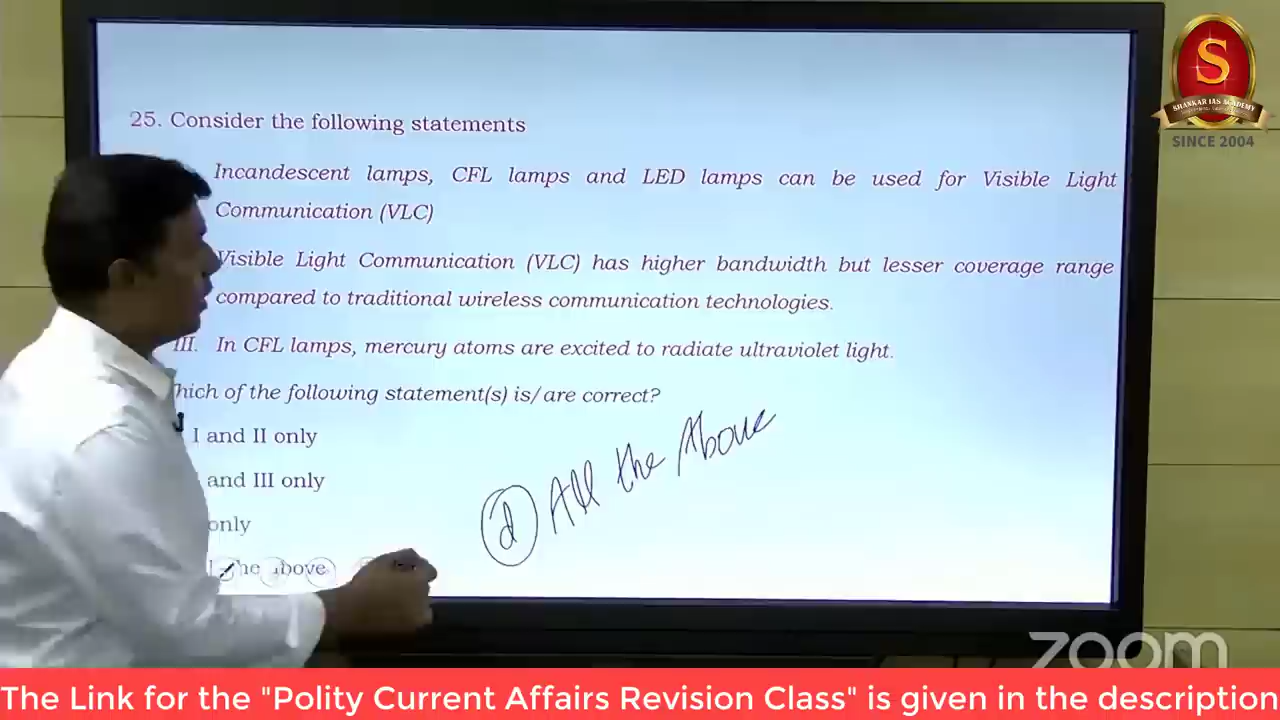 25. Consider the following statements
Incandescent lamps, CFL lamps and LED lamps can be used for Visible Light
Communication (VLC)
Visible Light Communication (VLC) has higher bandwidth but lesser coverage range
compared to traditional wireless communication technologies.
III. In CFL lamps, mercury atoms are excited to radiate ultraviolet light.
hich of the following statement(s) is/are correct?
I and II only
and III only
only
the above
d All the Above
S
SHANKAR IAS ACADEMY
SINCE 2004
zoom
The Link for the "Polity Current Affairs Revision Class" is given in the description